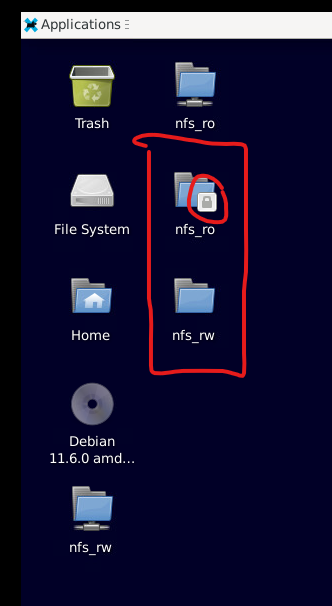 Applications
Trash
nfs_ro
File System
nfs_ro
Home
nfs_rw
Debian
11.6.0 amd...
nfs_rw